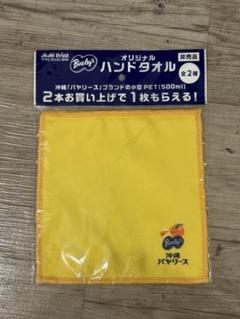 Asahi
オリジナル
Bireley's
ハンドタオル
非売品
全2種
沖縄「バヤリース」ブランドの小型PET(500ml)
2本お買い上げで1枚もらえる!
Bireley's
沖縄
バヤリース